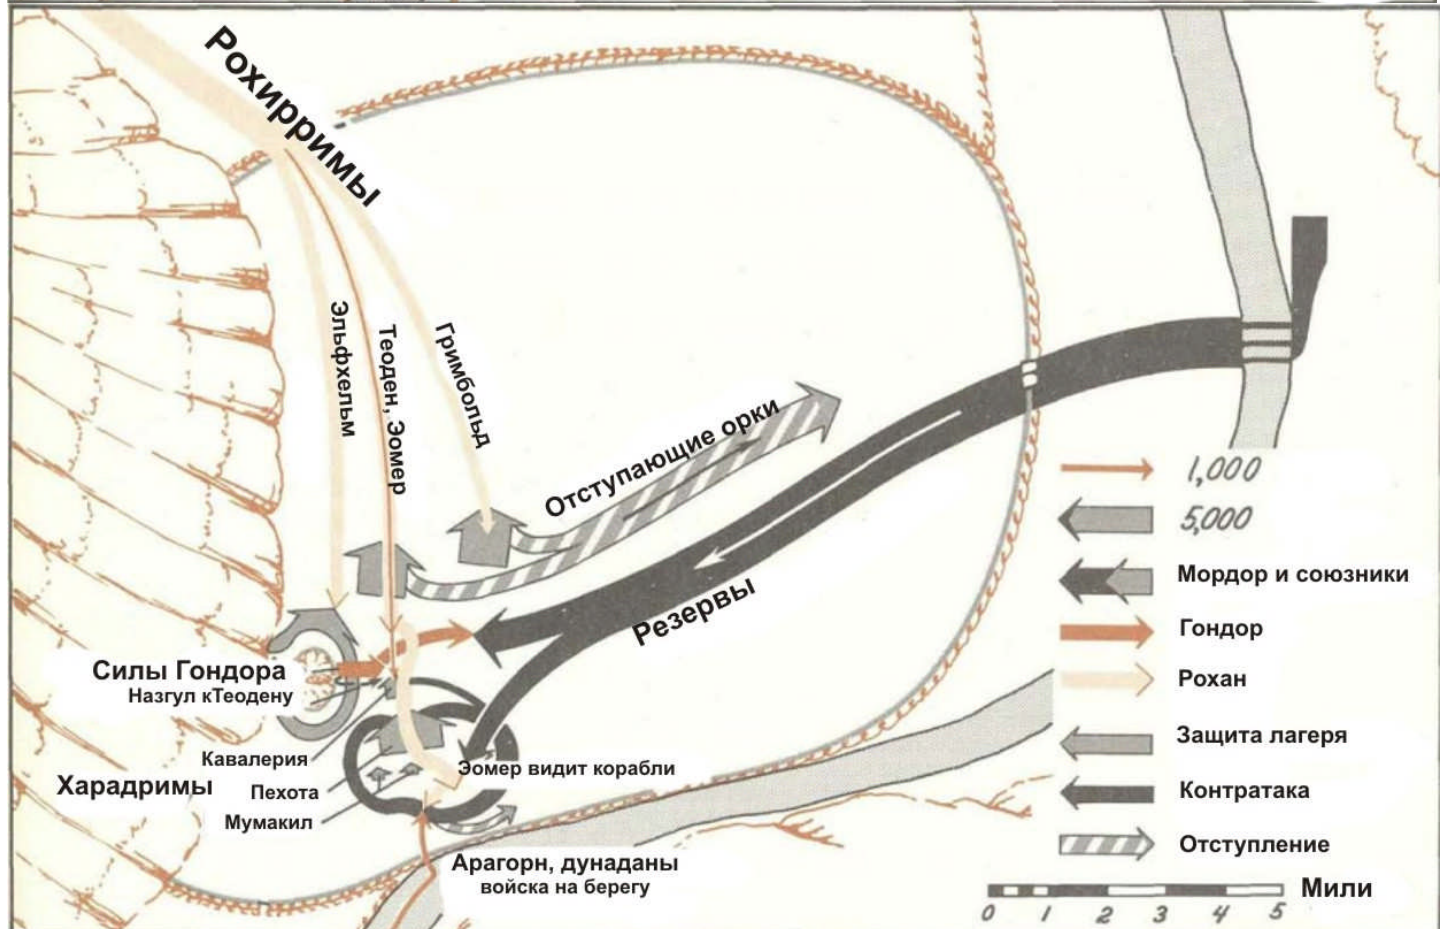 Рохирримы
Эльфхельм
Теоден, Эомер
Гримбольд
Отступающие орки
Резервы
Силы Гондора
Назгул кТеодену
Кавалерия
Харадримы
Пехота
Мумакил
Эомер видит корабли
Арагорн, дунаданы
войска на берегу
1,000
5,000
Мордор и союзники
Гондор
Рохан
Защита лагеря
Контратака
Отступление
Мили
0 1 2 3 4 5